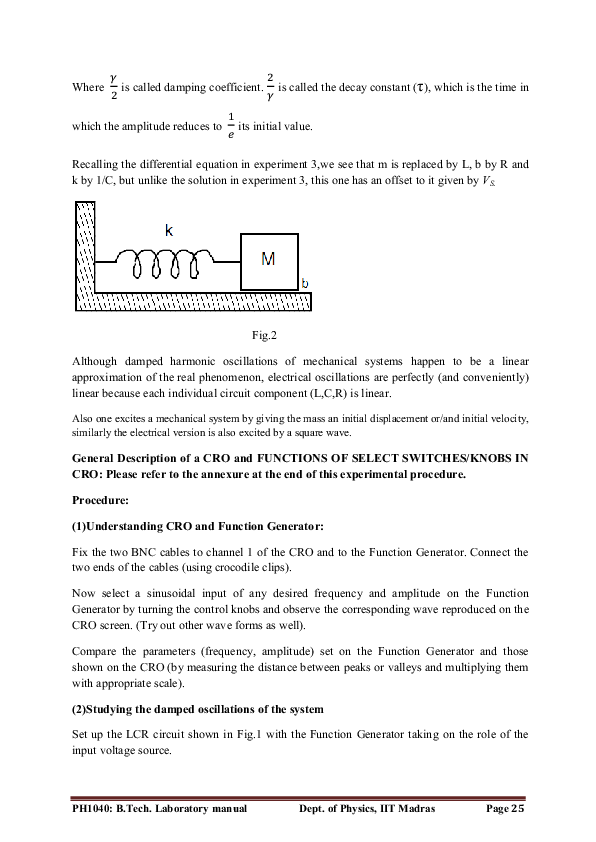 Where γ/2 is called damping coefficient. 2/γ is called the decay constant (τ), which is the time in
which the amplitude reduces to 1/e its initial value.
Recalling the differential equation in experiment 3,we see that m is replaced by L, b by R and
k by 1/C, but unlike the solution in experiment 3, this one has an offset to it given by VS.
k
M
b
Fig.2
Although damped harmonic oscillations of mechanical systems happen to be a linear
approximation of the real phenomenon, electrical oscillations are perfectly (and conveniently)
linear because each individual circuit component (L,C,R) is linear.
Also one excites a mechanical system by giving the mass an initial displacement or/and initial velocity,
similarly the electrical version is also excited by a square wave.
General Description of a CRO and FUNCTIONS OF SELECT SWITCHES/KNOBS IN
CRO: Please refer to the annexure at the end of this experimental procedure.
Procedure:
(1)Understanding CRO and Function Generator:
Fix the two BNC cables to channel 1 of the CRO and to the Function Generator. Connect the
two ends of the cables (using crocodile clips).
Now select a sinusoidal input of any desired frequency and amplitude on the Function
Generator by turning the control knobs and observe the corresponding wave reproduced on the
CRO screen. (Try out other wave forms as well).
Compare the parameters (frequency, amplitude) set on the Function Generator and those
shown on the CRO (by measuring the distance between peaks or valleys and multiplying them
with appropriate scale).
(2)Studying the damped oscillations of the system
Set up the LCR circuit shown in Fig.1 with the Function Generator taking on the role of the
input voltage source.
PH1040: B.Tech. Laboratory manual Dept. of Physics, IIT Madras Page 25